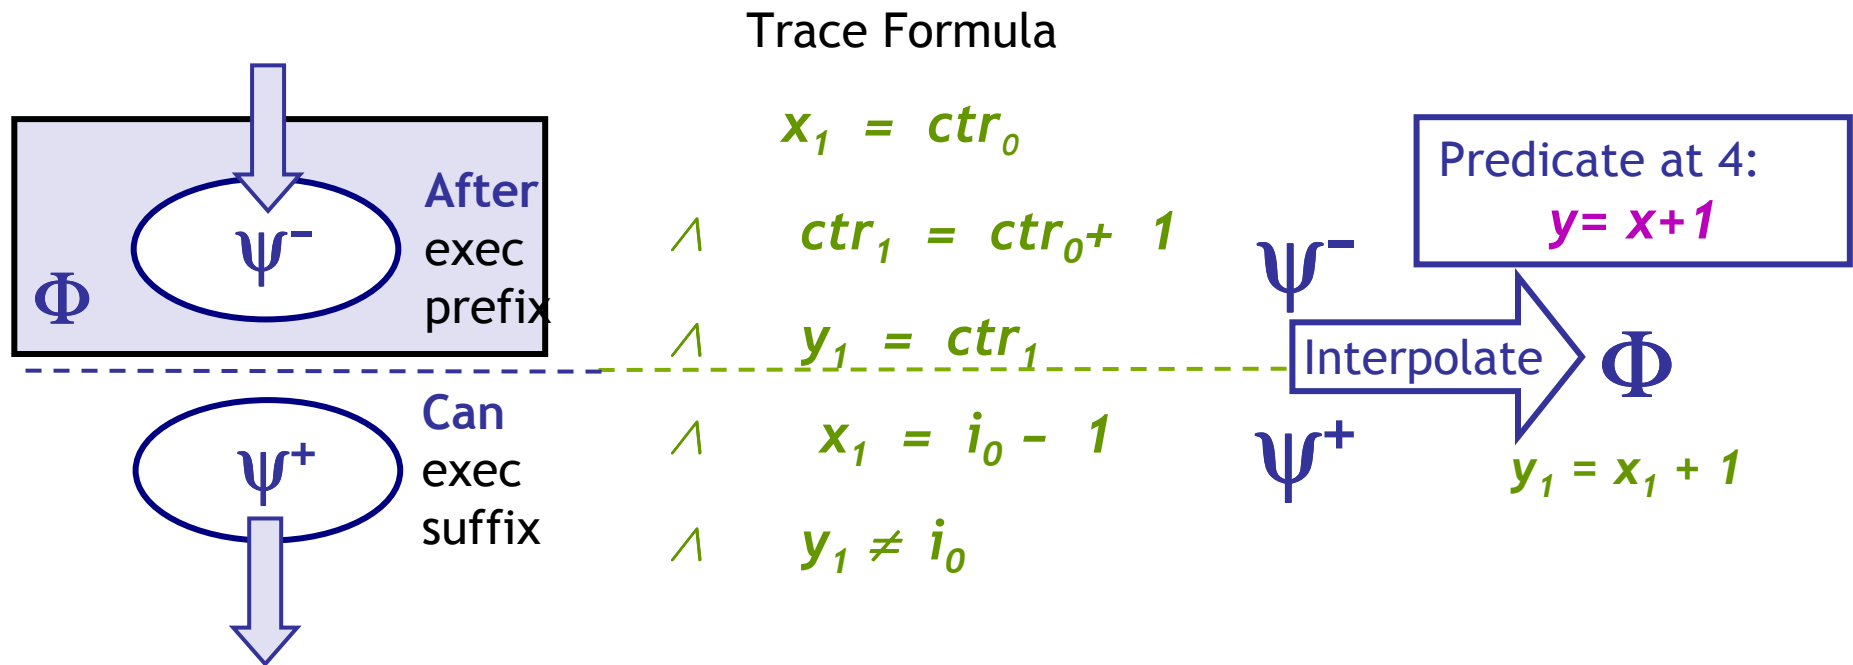 Trace Formula
After
exec
prefix
Ψ⁻
Φ
Can
exec
suffix
Ψ⁺
x₁ = ctr₀
∧ ctr₁ = ctr₀+ 1
∧ y₁ = ctr₁
∧ x₁ = i₀ – 1
∧ y₁ ≠ i₀
Ψ⁻
Interpolate
Ψ⁺
Predicate at 4:
y= x+1
Φ
y₁ = x₁ + 1